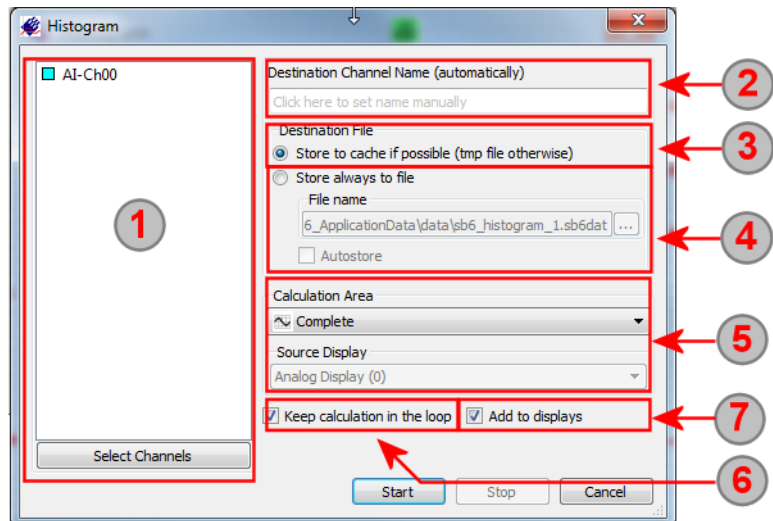 Histogram
AI-Ch00
1
Select Channels
Destination Channel Name (automatically)
Click here to set name manually
2
Destination File
Store to cache if possible (tmp file otherwise)
3
Store always to file
File name
6_ApplicationData\data\sb6_histogram_1.sb6dat ...
Autostore
4
Calculation Area
Complete
Source Display
Analog Display (0)
5
Keep calculation in the loop
Add to displays
7
6
Start
Stop
Cancel